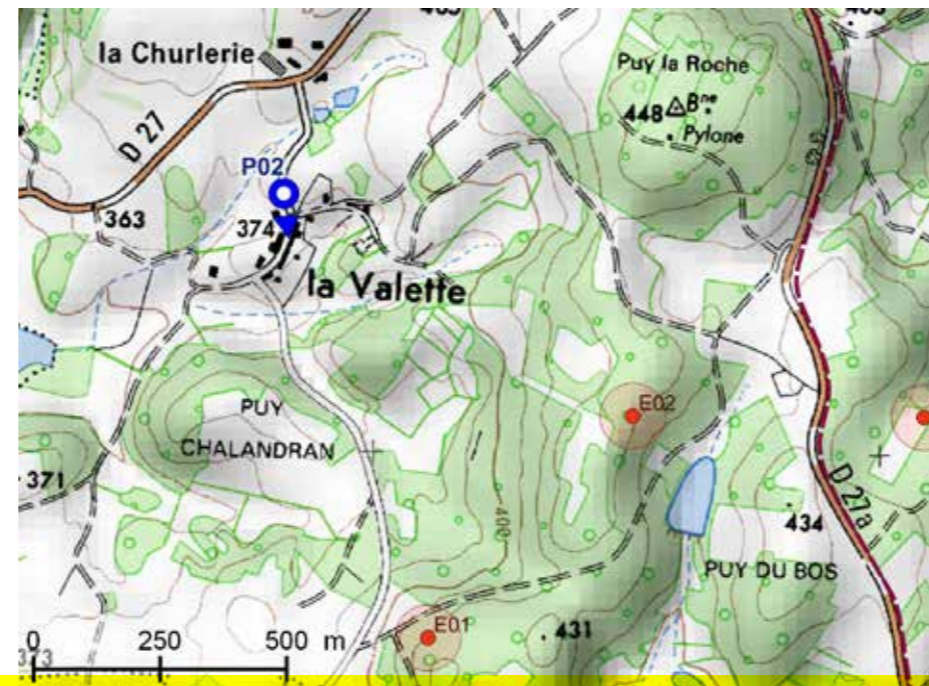 la Churlerie
D 27
Puy la Roche
448 Bne
Pylone
P02
363
374
la Valette
PUY
CHALANDRAN
E02
371
400
434
D 27a
PUY DU BOS
E01
431
0 250 500 m
373